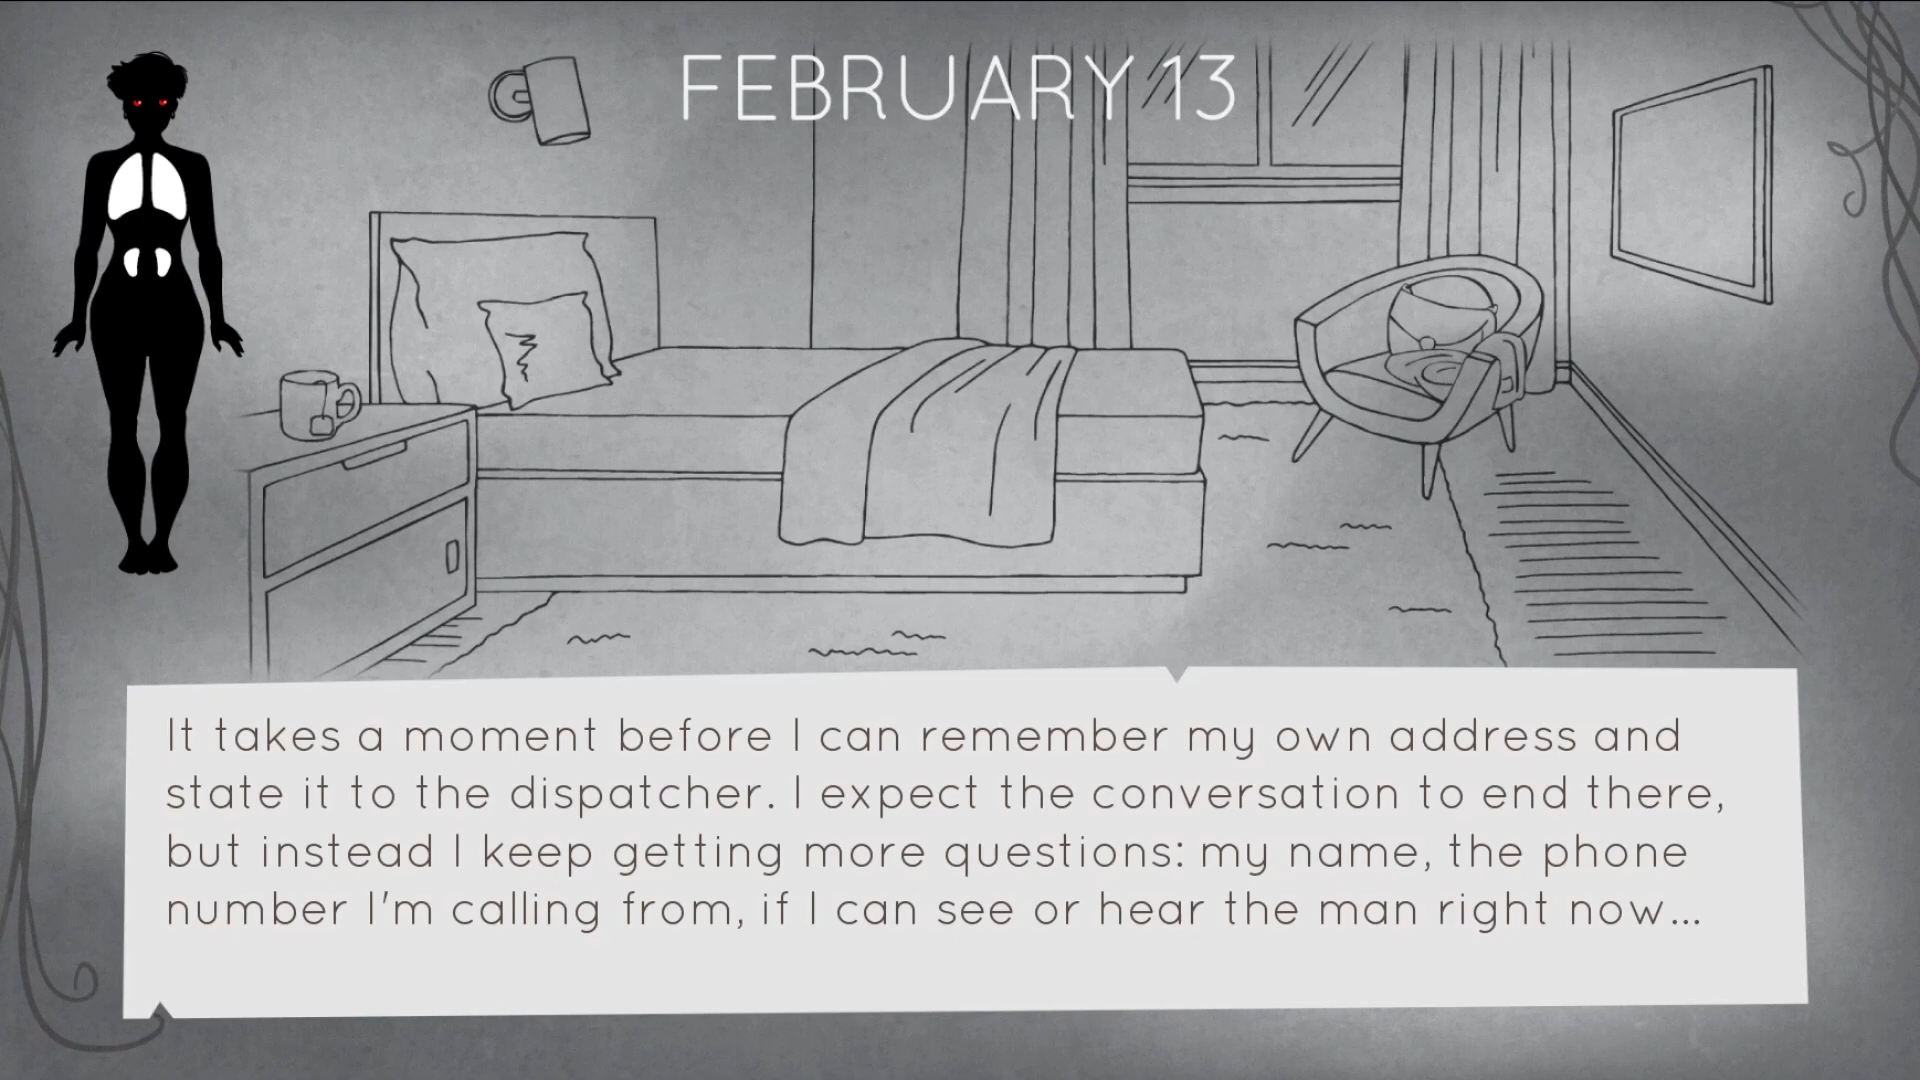 FEBRUARY 13
It takes a moment before I can remember my own address and
state it to the dispatcher. I expect the conversation to end there,
but instead I keep getting more questions: my name, the phone
number I'm calling from, if I can see or hear the man right now...